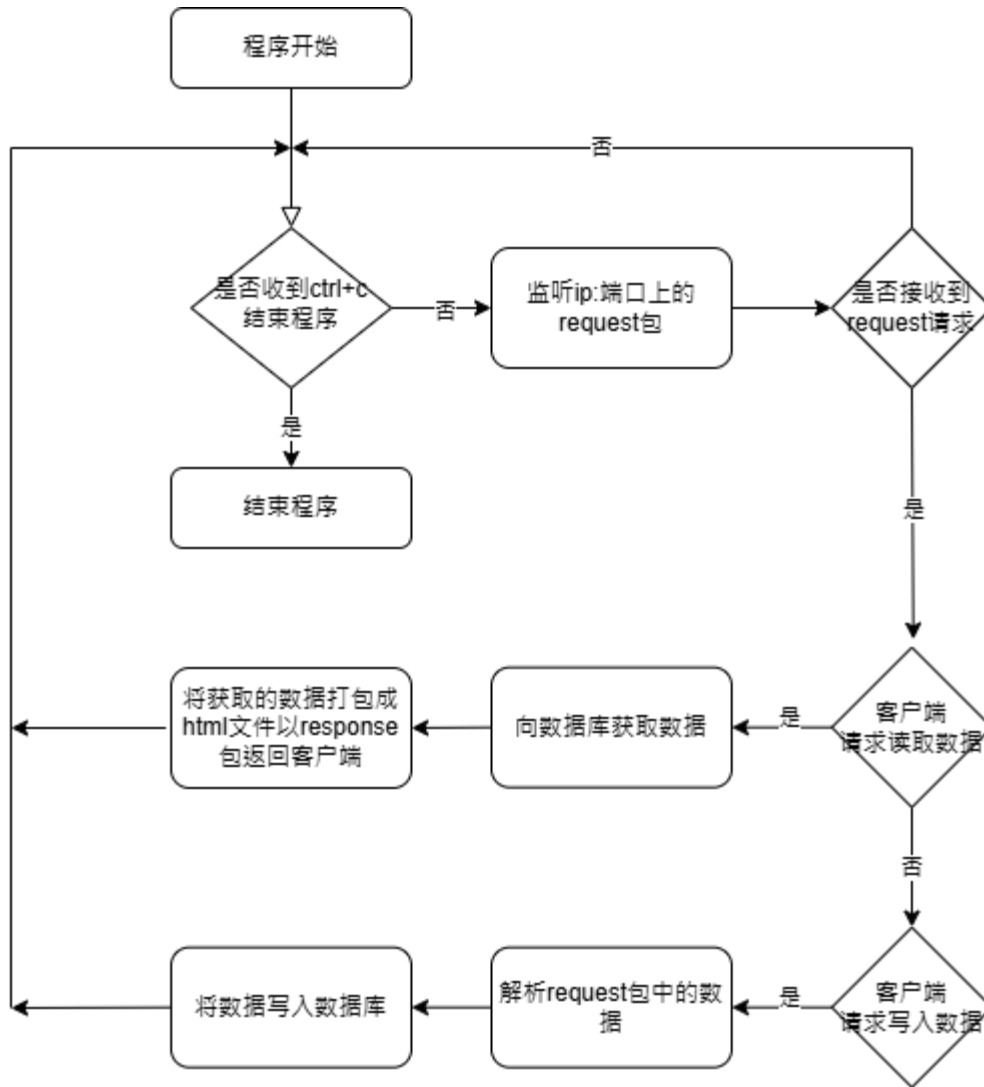 程序开始
否
是否收到ctrl+c
结束程序
否
监听ip:端口上的
request包
是否接收到
request请求
是
结束程序
是
将获取的数据打包成
html文件以response
包返回客户端
向数据库获取数据
是
客户端
请求读取数据
否
将数据写入数据库
解析request包中的数
据
是
客户端
请求写入数据